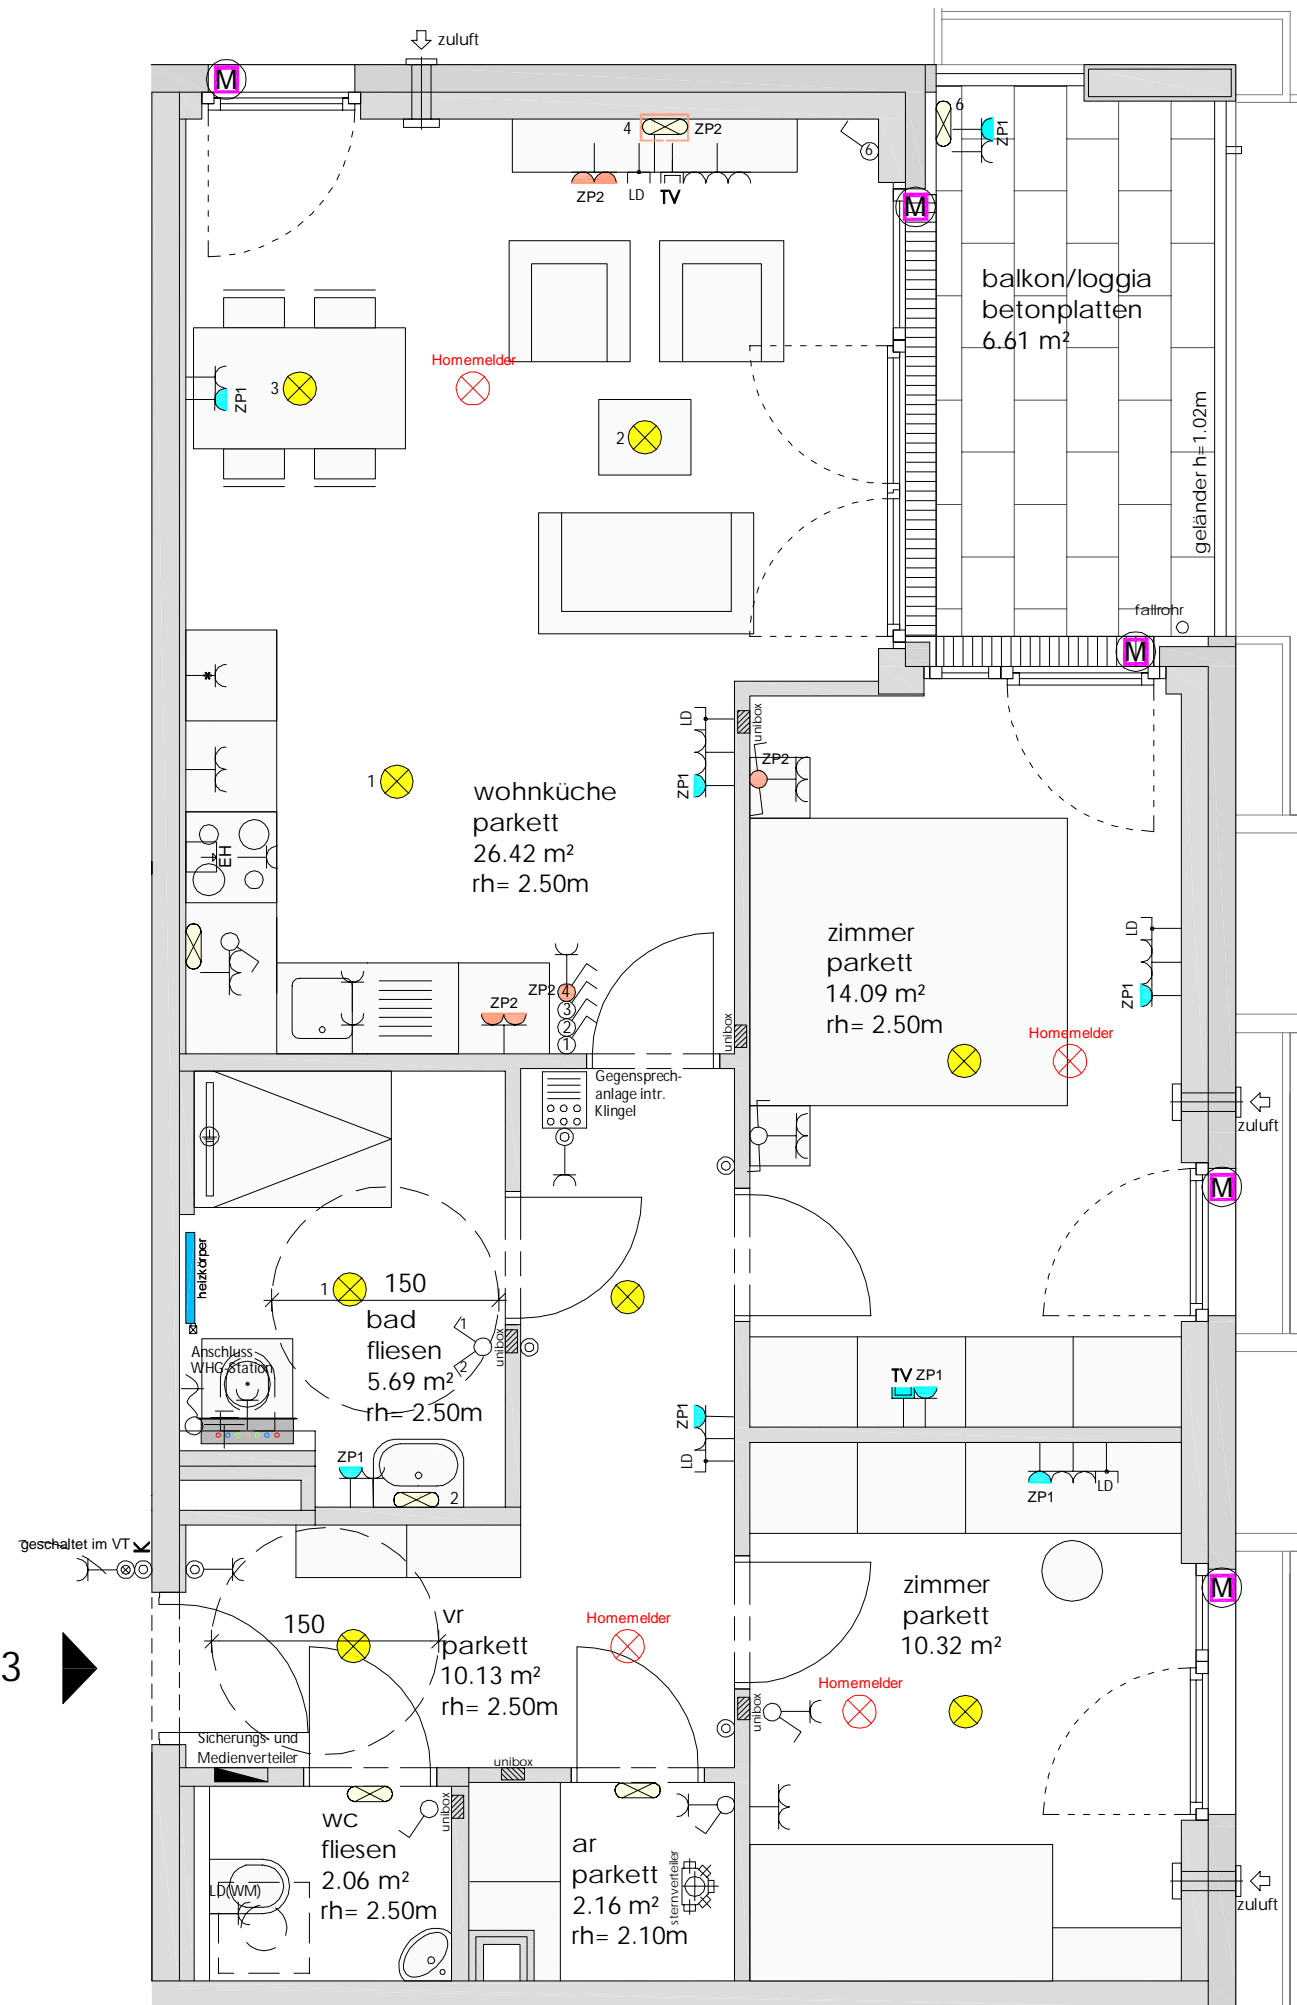 zuluft
M
4
ZP2
6
ZP1
6
ZP2
LD
TV
M
balkon/loggia
betonplatten
6.61 m²
geländer h=1.02m
Homemelder
3
ZP1
2
fallrohr
M
LD
unibox
ZP1
ZP2
1
wohnküche
parkett
26.42 m²
rh= 2.50m
EH
zimmer
parkett
14.09 m²
rh= 2.50m
LD
ZP1
ZP2
ZP2
4
3
2
1
unibox
Homemelder
Gegensprech-
anlage intr.
Klingel
zuluft
M
heizkörper
1
150
bad
fliesen
5.69 m²
rh= 2.50m
1
2
unibox
Anschluss
WHG-Station
TV
ZP1
ZP1
LD
ZP1
2
ZP1
LD
geschaltet im VT
K
3
150
vr
parkett
10.13 m²
rh= 2.50m
Homemelder
zimmer
parkett
10.32 m²
M
Homemelder
unibox
Sicherungs- und
Medienverteiler
unibox
wc
fliesen
2.06 m²
rh= 2.50m
unibox
LD(WM)
ar
parkett
2.16 m²
rh= 2.10m
sternverteiler
zuluft